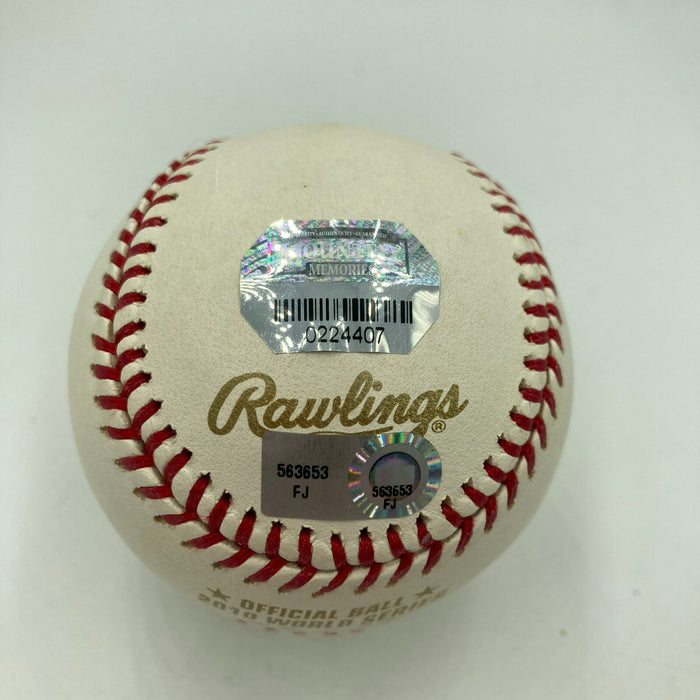 MEMORIES
0224407
Rawlings®
563653
FJ
563653
FJ
★ OFFICIAL BALL ★
2010 WORLD SERIES